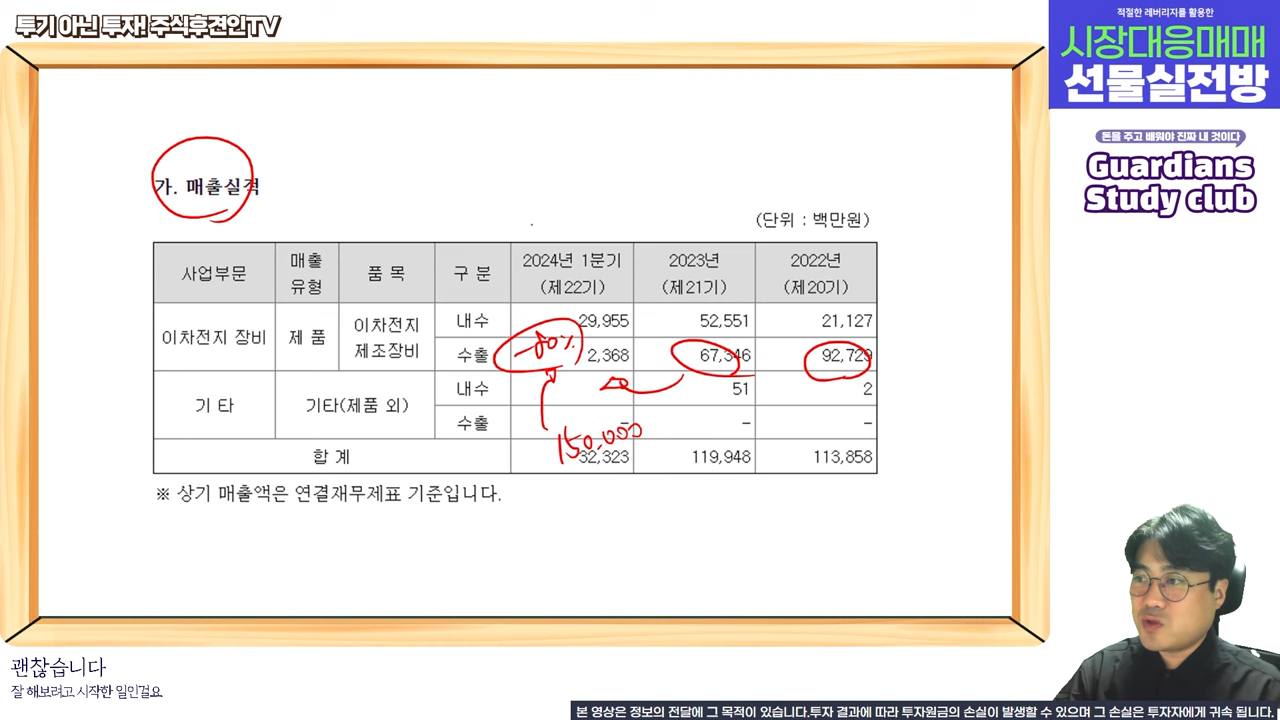 투기 아닌 투자! 주식후견인TV
적절한 레버리지를 활용한
시장대응매매
선물실전방
돈을 주고 배워야 진짜 내 것이다
Guardians
Study club
가. 매출실적
(단위 : 백만원)
사업부문 매출 유형 품 목 구 분 2024년 1분기 (제22기) 2023년 (제21기) 2022년 (제20기)
이차전지 장비 제 품 이차전지 제조장비 내수 29,955 52,551 21,127
수출 2,368 67,346 92,729
-80%
기 타 기타(제품 외) 내수 - 51 2
수출 - - -
150,000
합 계 32,323 119,948 113,858
※ 상기 매출액은 연결재무제표 기준입니다.
괜찮습니다
잘 해보려고 시작한 일인걸요
본 영상은 정보의 전달에 그 목적이 있습니다.투자 결과에 따라 투자원금의 손실이 발생할 수 있으며 그 손실은 투자자에게 귀속 됩니다.